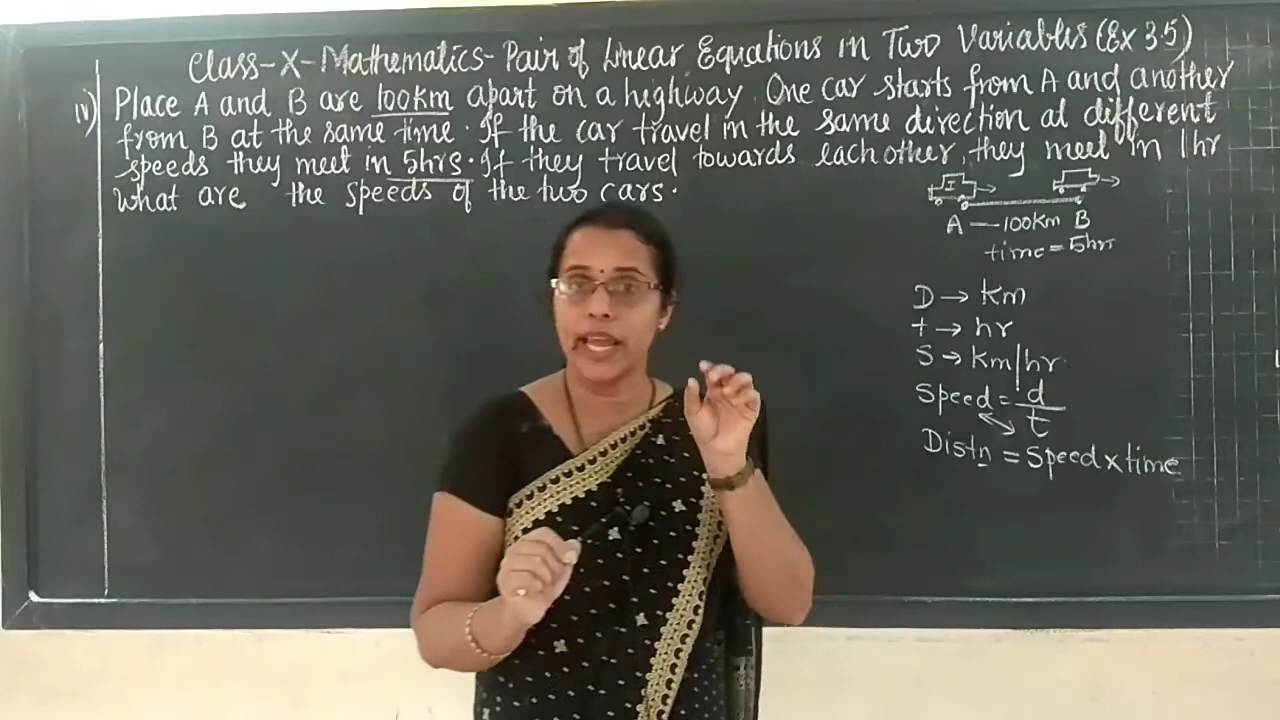 Class-X-Mathematics-Pair of Linear Equations in Two Variables (Ex 3.5)
iv) Place A and B are 100km apart on a highway. One car starts from A and another
from B at the same time. If the car travel in the same direction at different
speeds they meet in 5hrs. If they travel towards each other, they meet in 1hr
what are the speeds of the two cars.
I
A — 100km B
time = 5hr
D → km
t → hr
S → km/hr
Speed = d/t
Distn = Speed x time